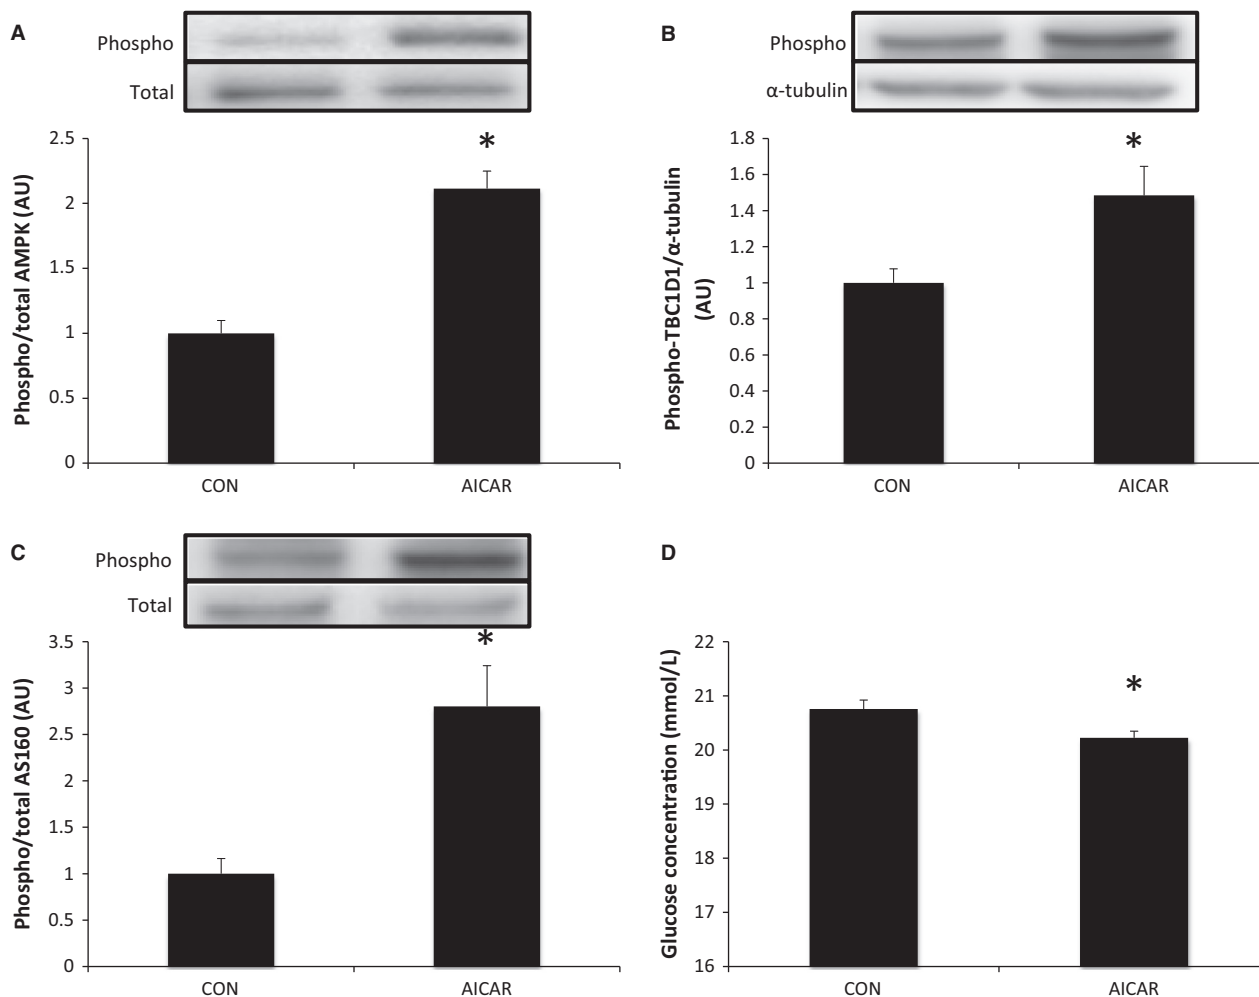 A
Phospho
Total
2.5
*
2
1.5
1
0.5
0
Phospho/total AMPK (AU)
CON AICAR
B
Phospho
α-tubulin
1.8
*
1.6
1.4
1.2
1
0.8
0.6
0.4
0.2
0
Phospho-TBC1D1/α-tubulin
(AU)
CON AICAR
C
Phospho
Total
3.5
*
3
2.5
2
1.5
1
0.5
0
Phospho/total AS160 (AU)
CON AICAR
D
22
21
*
20
19
18
17
16
Glucose concentration (mmol/L)
CON AICAR